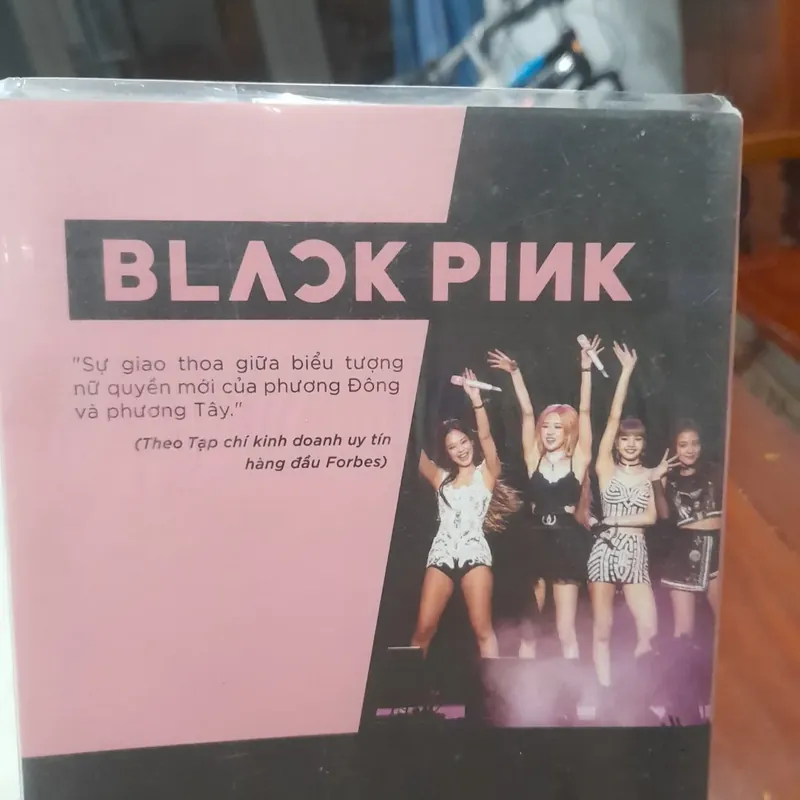 BLACKPINK
"Sự giao thoa giữa biểu tượng
nữ quyền mới của phương Đông
và phương Tây."
(Theo Tạp chí kinh doanh uy tín
hàng đầu Forbes)